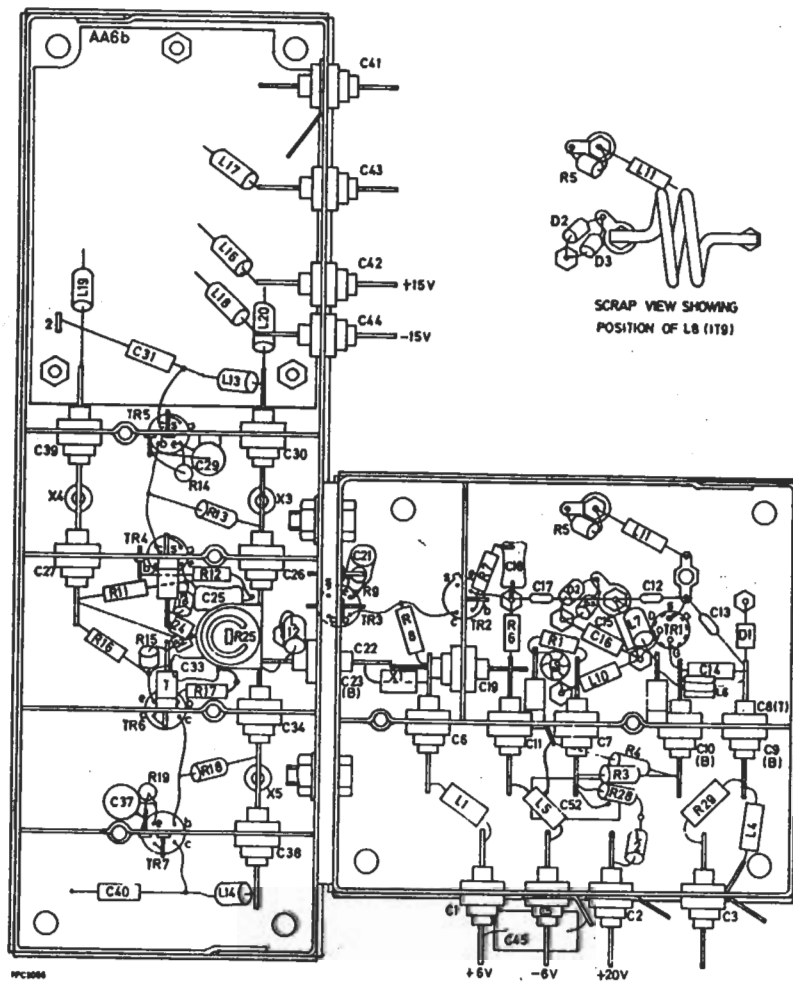 AA6b
C41
L17
C43
R5
L11
D2
D3
L16
C42
+15V
SCRAP VIEW SHOWING
POSITION OF L8 (1T9)
L19
L18
L20
C44
-15V
2
C31
L13
TR5
C39
C29
C30
R14
X4
R13
X3
R5
L11
TR4
C27
R12
C26
C21
R7
C18
C17
C12
R11
C25
R9
TR3
TR2
C13
R8
R6
C15
L7
TR1
D1
R16
R15
R25
C22
R1
C16
C33
C23
(B)
X1
C19
L10
C14
L6
R17
TR6
C34
C6
C11
C7
C10
(B)
C8(T)
C9
(B)
R18
X5
R4
R3
R28
R19
C37
L1
L5
C52
R29
L4
TR7
C38
C40
L14
C1
C2
C3
C45
+6V
-6V
+20V